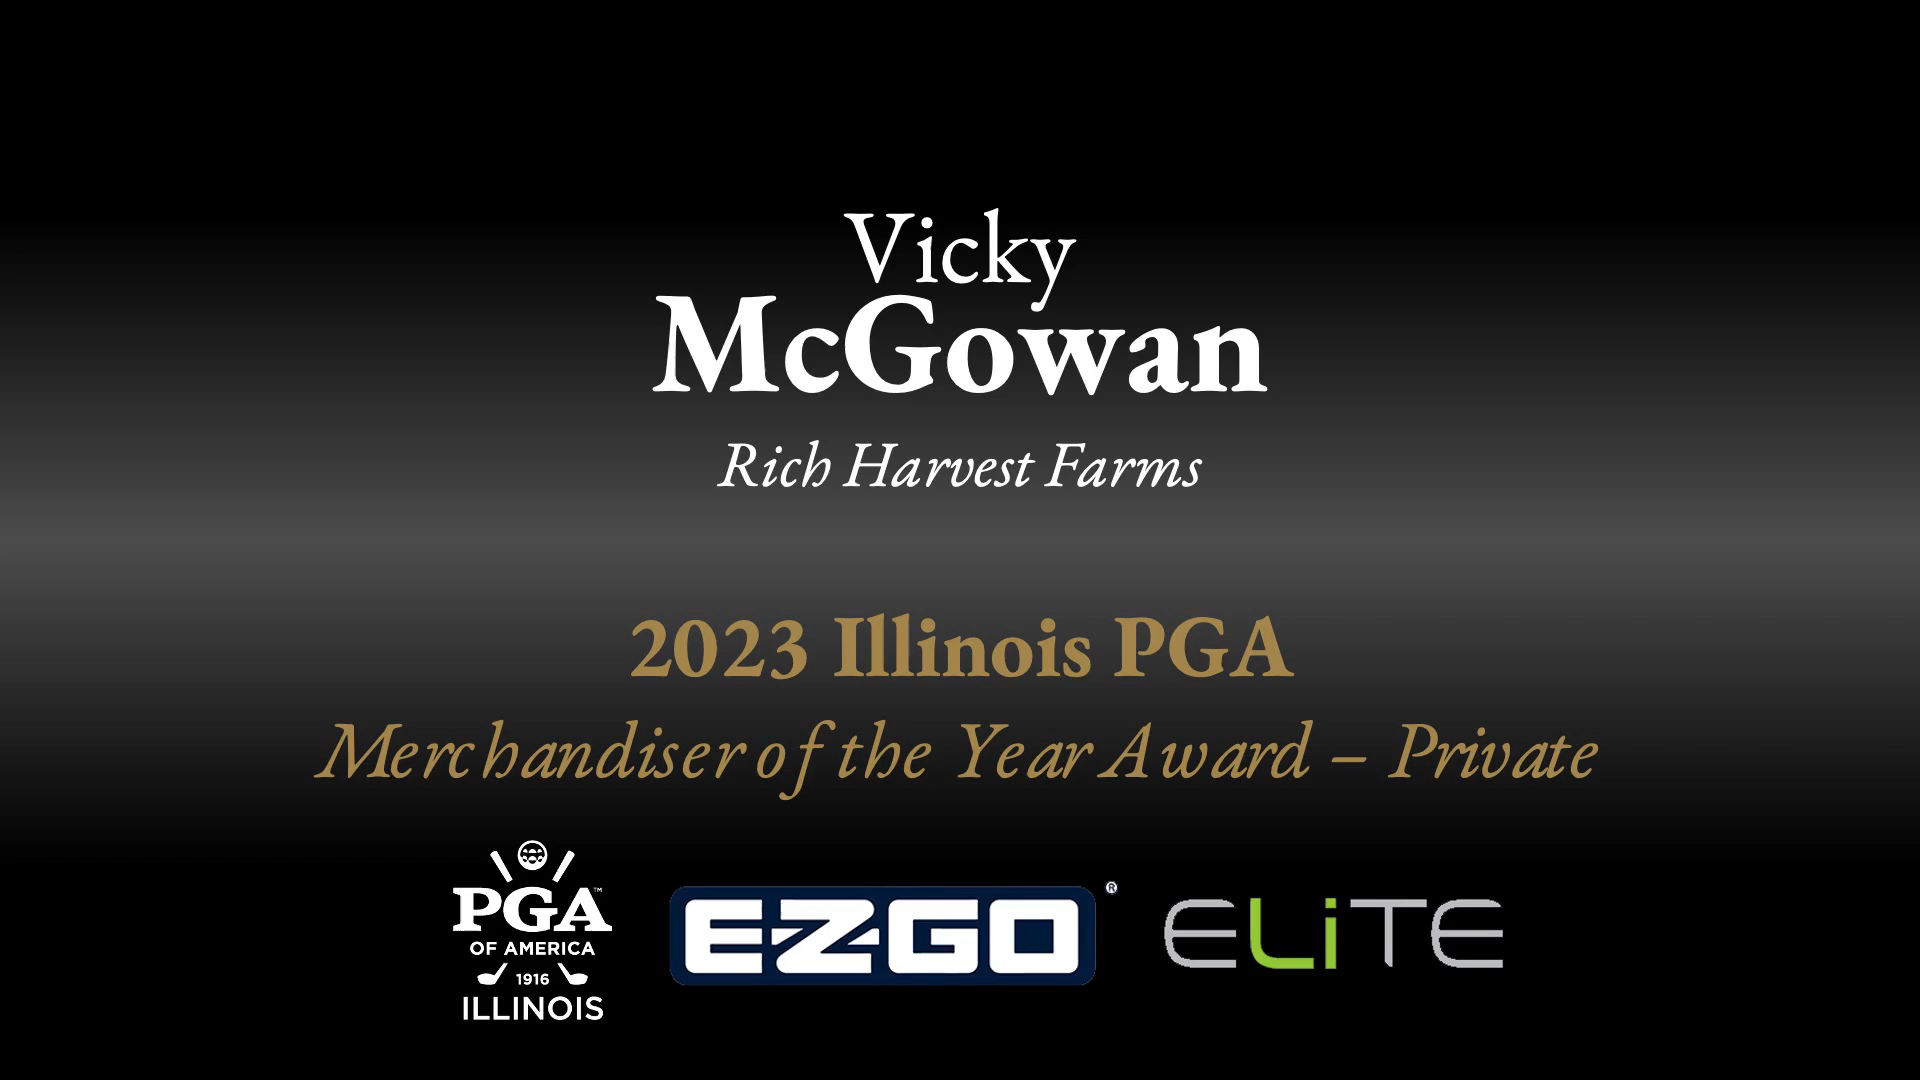 Vicky
McGowan
Rich Harvest Farms
2023 Illinois PGA
Merchandiser of the Year Award – Private
PGA™
OF AMERICA
1916
ILLINOIS
E-Z-GO®
ELiTE